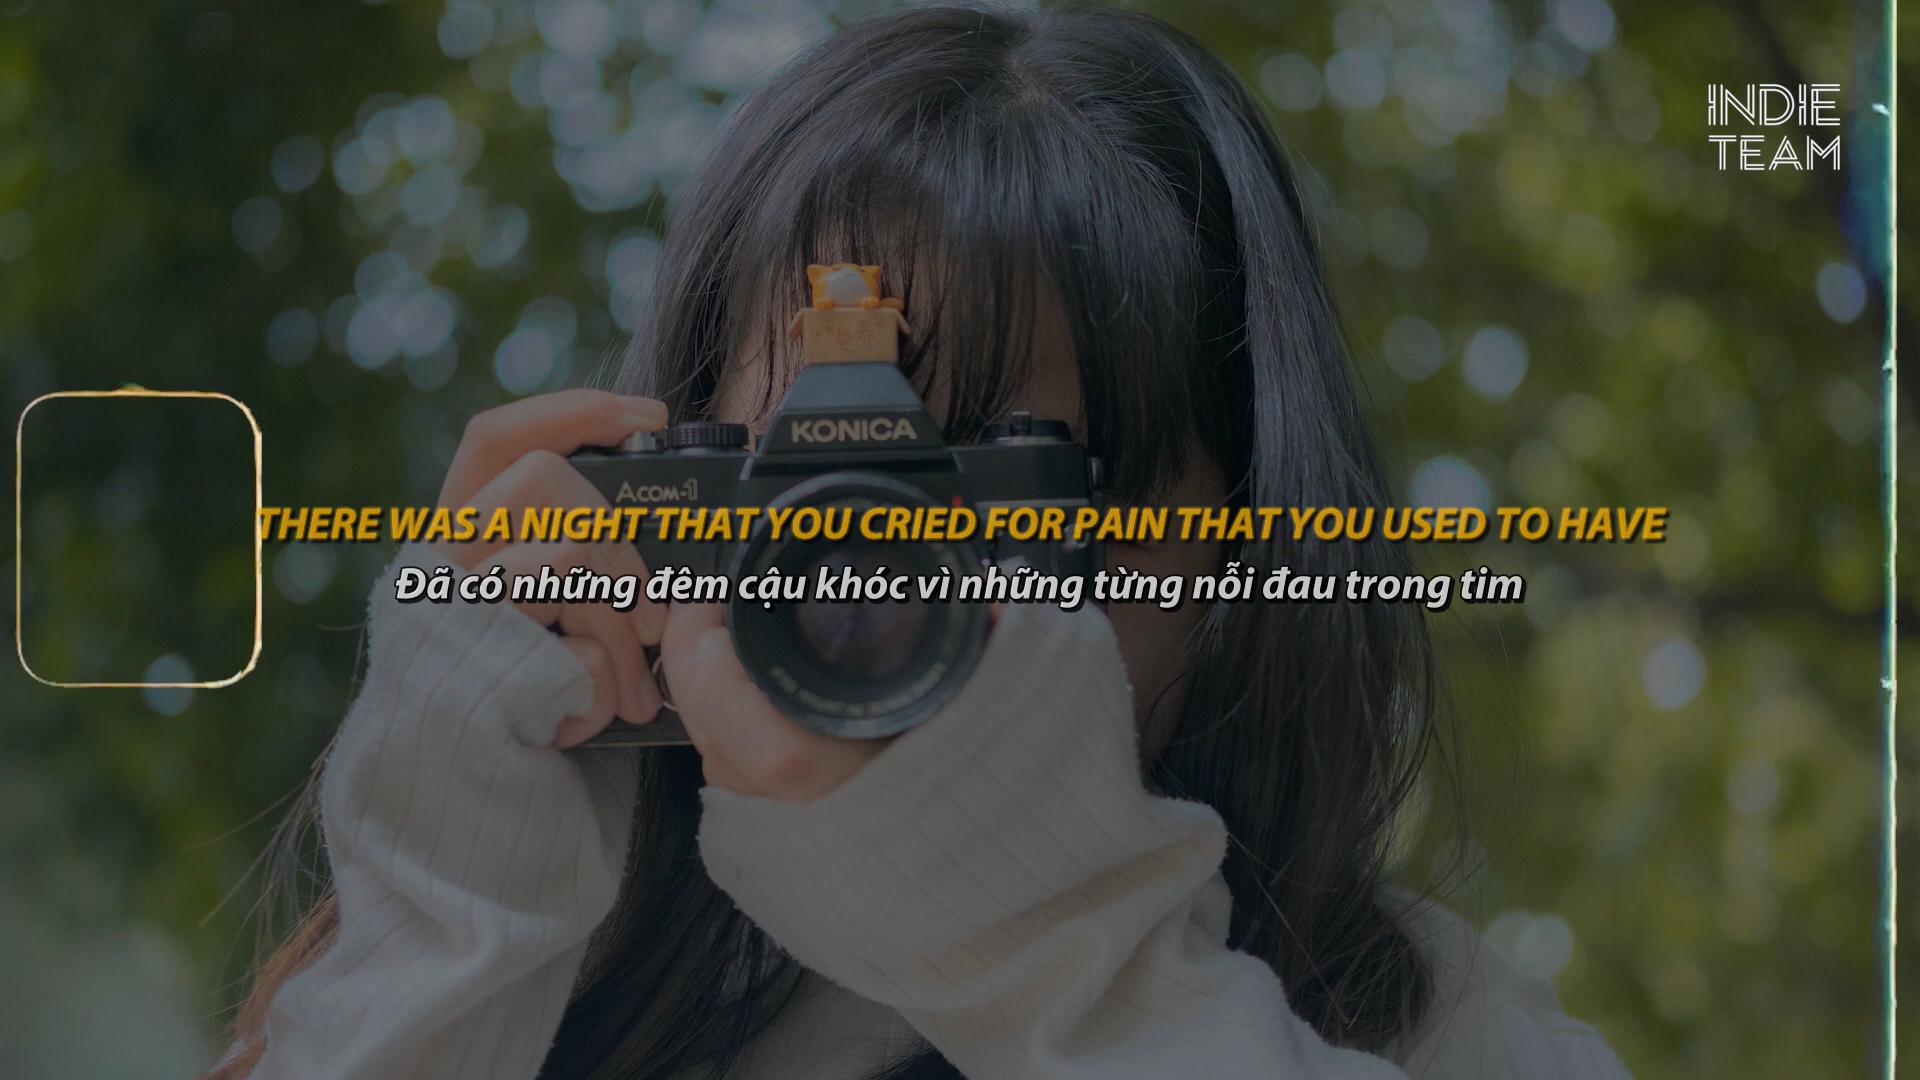 INDIE
TEAM
KONICA
ACOM-1
THERE WAS A NIGHT THAT YOU CRIED FOR PAIN THAT YOU USED TO HAVE
Đã có những đêm cậu khóc vì những từng nỗi đau trong tim